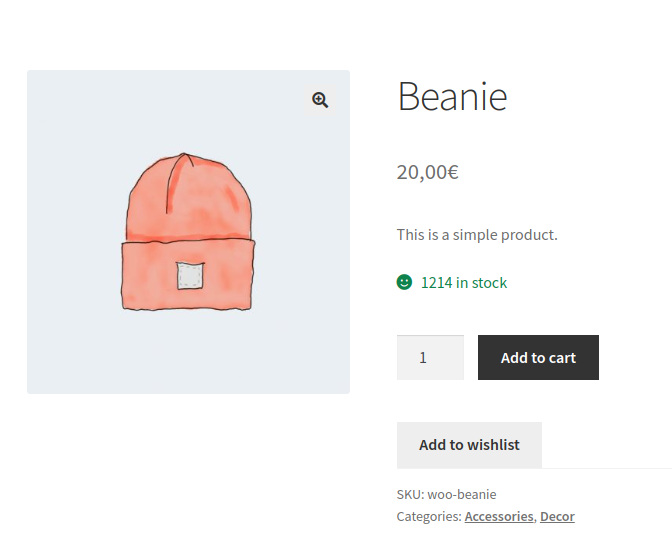 Beanie
20,00€
This is a simple product.
1214 in stock
1
Add to cart
Add to wishlist
SKU: woo-beanie
Categories: Accessories, Decor